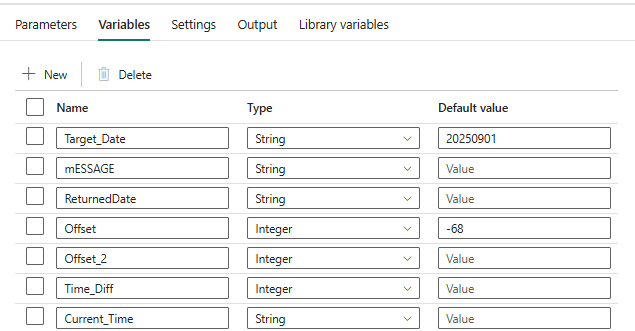 Parameters Variables Settings Output Library variables
New Delete
Name Type Default value
Target_Date String 20250901
mESSAGE String Value
ReturnedDate String Value
Offset Integer -68
Offset_2 Integer Value
Time_Diff Integer Value
Current_Time String Value